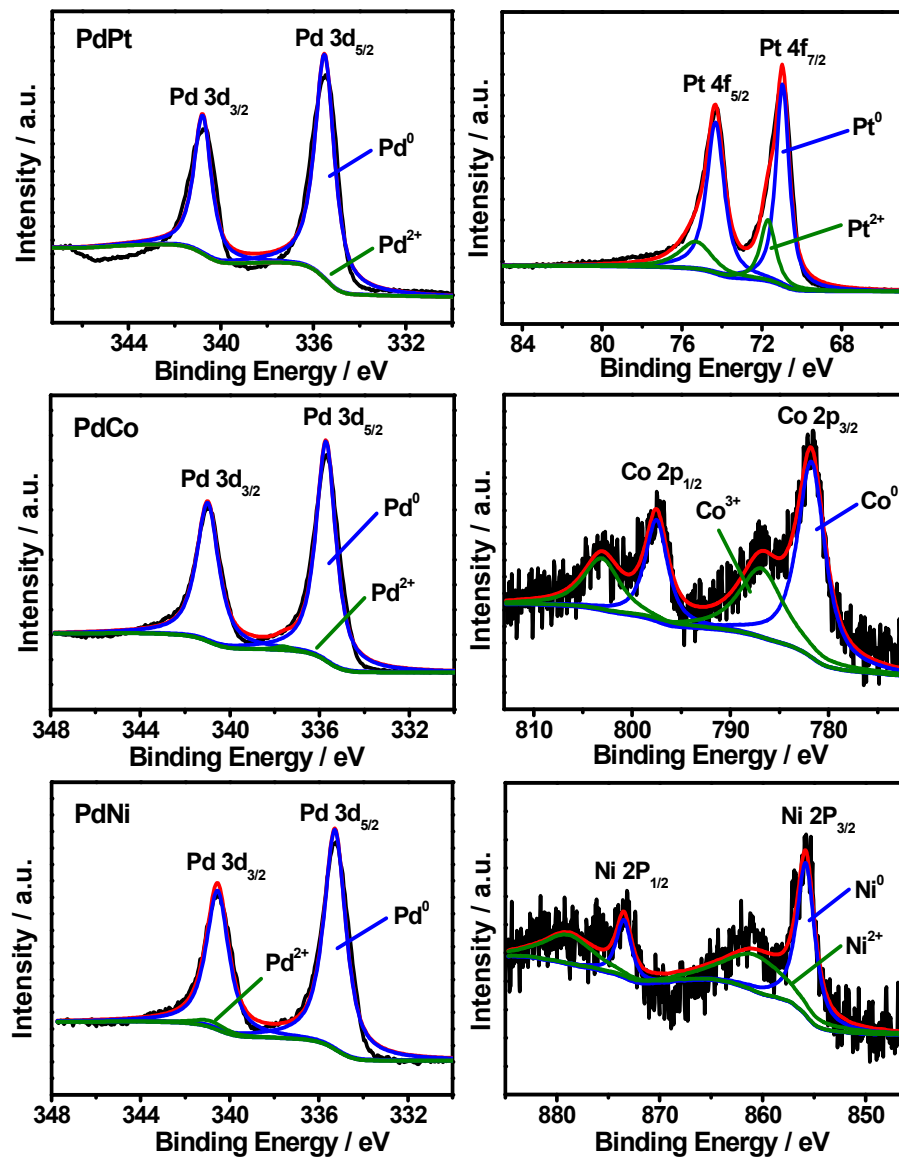 PdPt
Pd 3d5/2
Pd 3d3/2
Pd0
Pd2+
Intensity / a.u.
344 340 336 332
Binding Energy / eV
Pt 4f7/2
Pt 4f5/2
Pt0
Pt2+
Intensity / a.u.
84 80 76 72 68
Binding Energy / eV
PdCo
Pd 3d5/2
Pd 3d3/2
Pd0
Pd2+
Intensity / a.u.
348 344 340 336 332
Binding Energy / eV
Co 2p3/2
Co 2p1/2
Co3+
Co0
Intensity / a.u.
810 800 790 780
Binding Energy / eV
PdNi
Pd 3d5/2
Pd 3d3/2
Pd2+
Pd0
Intensity / a.u.
348 344 340 336 332
Binding Energy / eV
Ni 2P3/2
Ni 2P1/2
Ni0
Ni2+
Intensity / a.u.
880 870 860 850
Binding Energy / eV